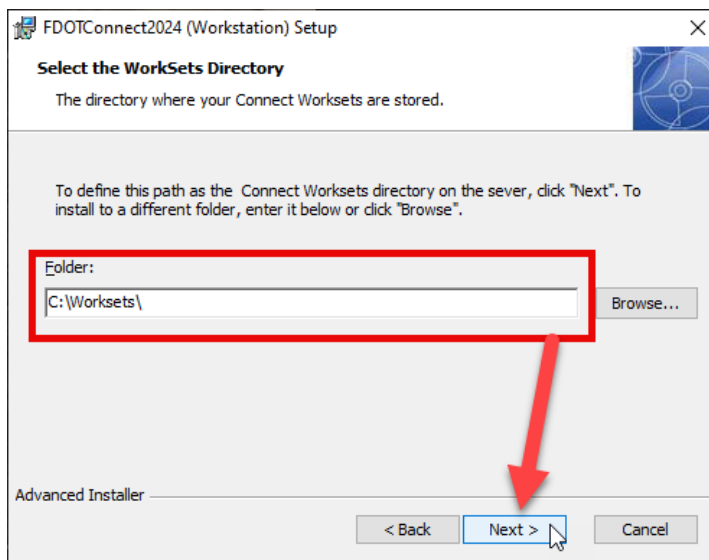 FDOTConnect2024 (Workstation) Setup
Select the WorkSets Directory
The directory where your Connect Worksets are stored.
To define this path as the  Connect Worksets directory on the sever, click "Next". To
install to a different folder, enter it below or click "Browse".
Folder:
C:\Worksets\
Browse...
Advanced Installer
< Back
Next >
Cancel